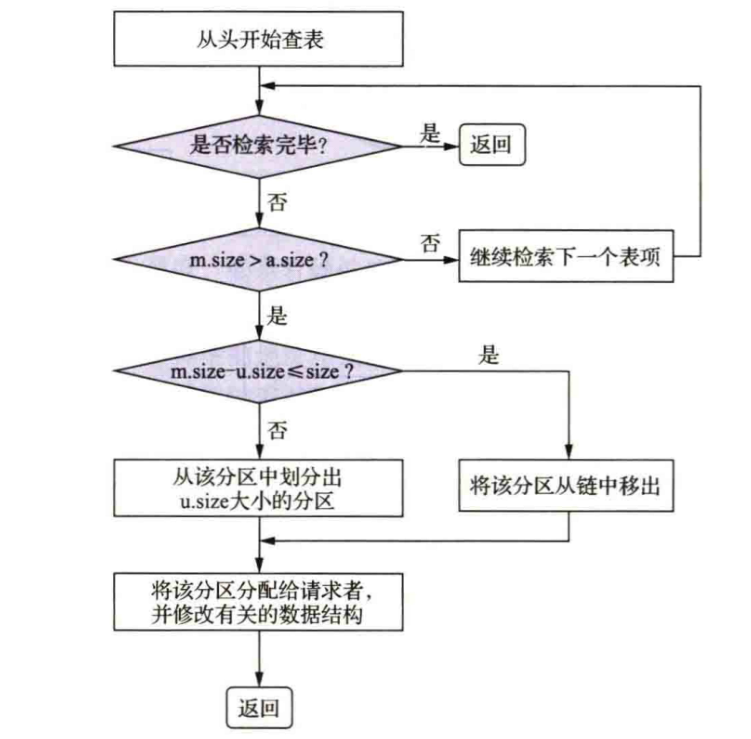 从头开始查表
是否检索完毕?
是
返回
否
m.size>a.size?
否
继续检索下一个表项
是
m.size-u.size≤size?
是
否
从该分区中划分出
u.size大小的分区
将该分区从链中移出
将该分区分配给请求者,
并修改有关的数据结构
返回